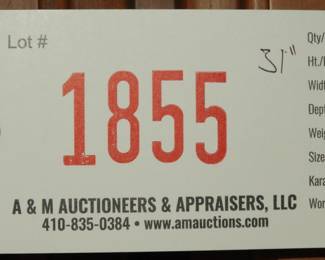 Lot #
1855
31"
A & M AUCTIONEERS & APPRAISERS, LLC
410-835-0384 • www.amauctions.com
Qty/
Ht./
Widt
Dept
Weig
Size
Kara
Wor